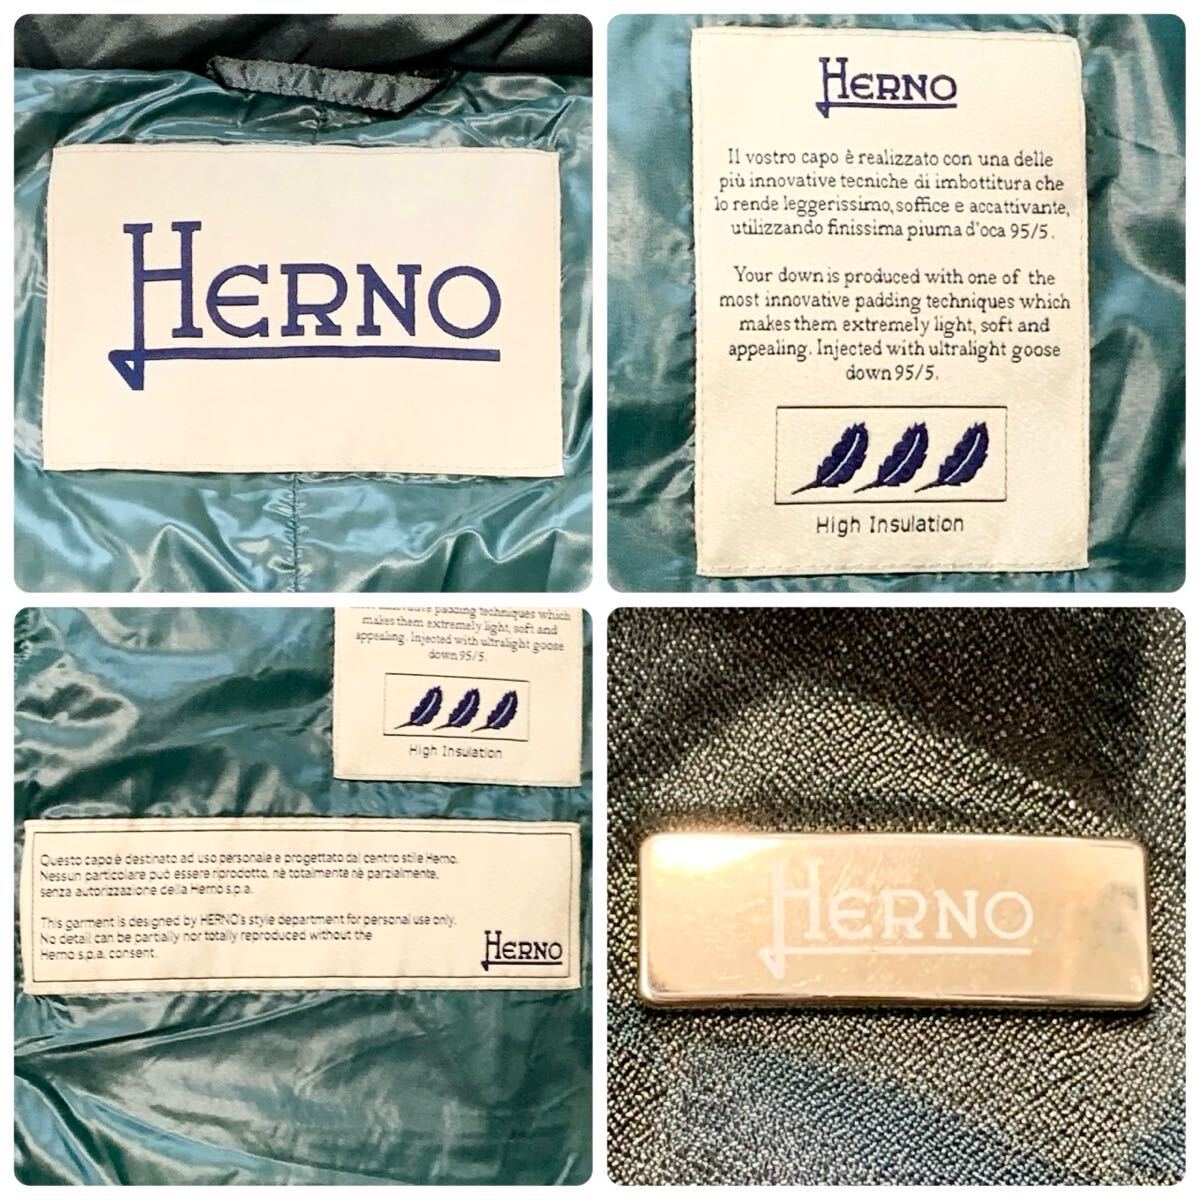 HERNO
HERNO
Il vostro capo è realizzato con una delle
più innovative tecniche di imbottitura che
lo rende leggerissimo, soffice e accattivante,
utilizzando finissima piuma d'oca 95/5.
Your down is produced with one of the
most innovative padding techniques which
makes them extremely light, soft and
appealing. Injected with ultralight goose
down 95/5.
High Insulation
most innovative padding techniques which
makes them extremely light, soft and
appealing. Injected with ultralight goose
down 95/5.
High Insulation
Questo capo è destinato ad uso personale e progettato dal centro stile Herno.
Nessun particolare può essere riprodotto, nè totalmente nè parzialmente,
senza autorizzazione della Herno s.p.a.
This garment is designed by HERNO's style department for personal use only.
No detail can be partially nor totally reproduced without the
Herno s.p.a. consent.
HERNO
HERNO